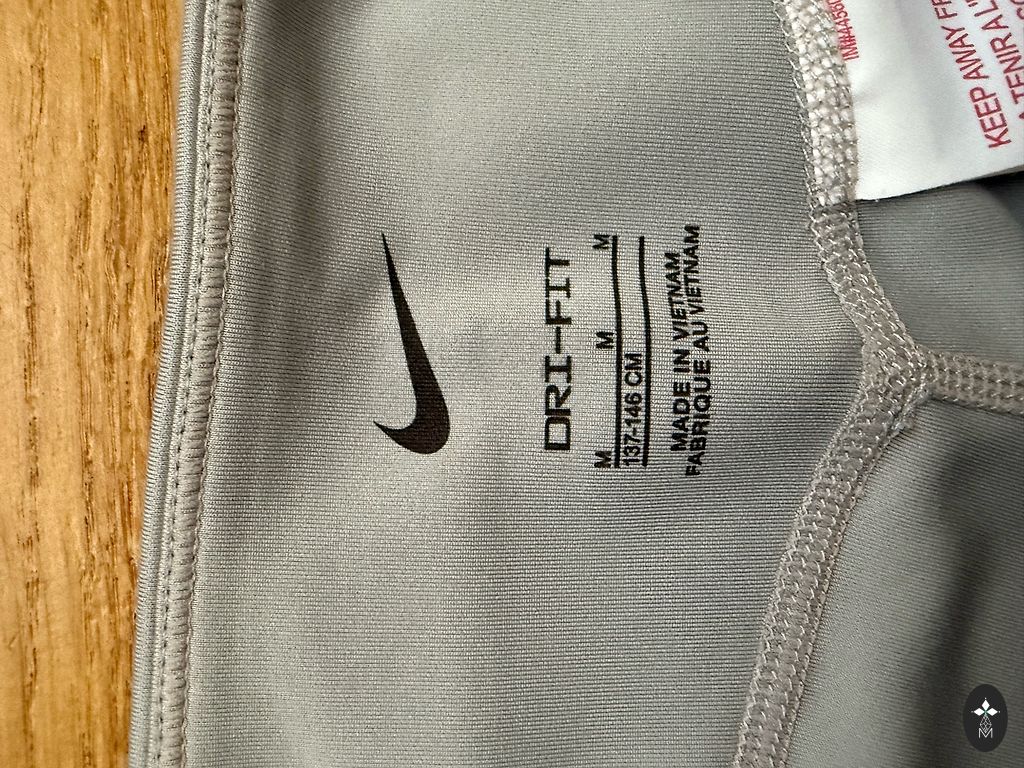 DRI-FIT
M M M
137-146 CM
MADE IN VIETNAM
FABRIQUE AU VIETNAM
KEEP AWAY FR
A TENIR A L'
M